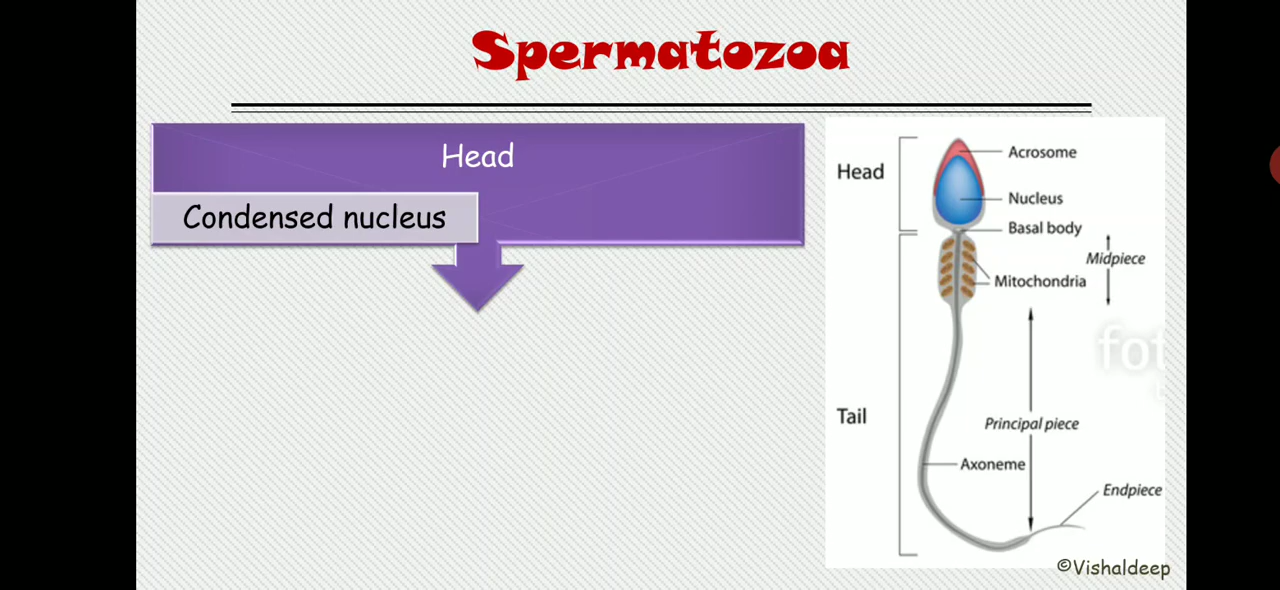 Spermatozoa
Head
Condensed nucleus
Head
Acrosome
Nucleus
Basal body
Midpiece
Mitochondria
Tail
Principal piece
Axoneme
Endpiece
©Vishaldeep